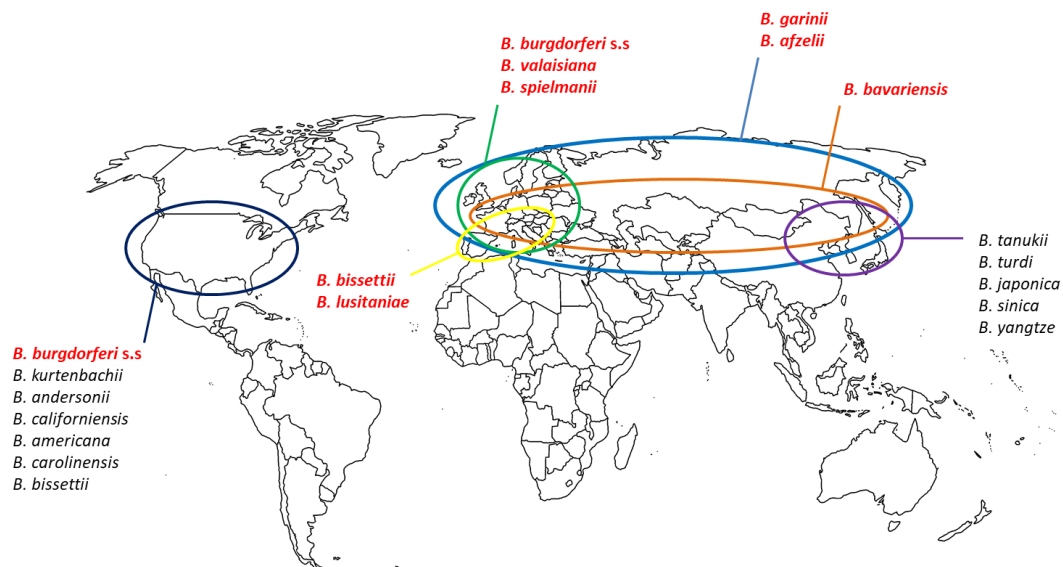 B. garinii
B. afzelii
B. burgdorferi s.s
B. valaisiana
B. spielmanii
B. bavariensis
B. bissettii
B. lusitaniae
B. tanukii
B. turdi
B. japonica
B. sinica
B. yangtze
B. burgdorferi s.s
B. kurtenbachii
B. andersonii
B. californiensis
B. americana
B. carolinensis
B. bissettii